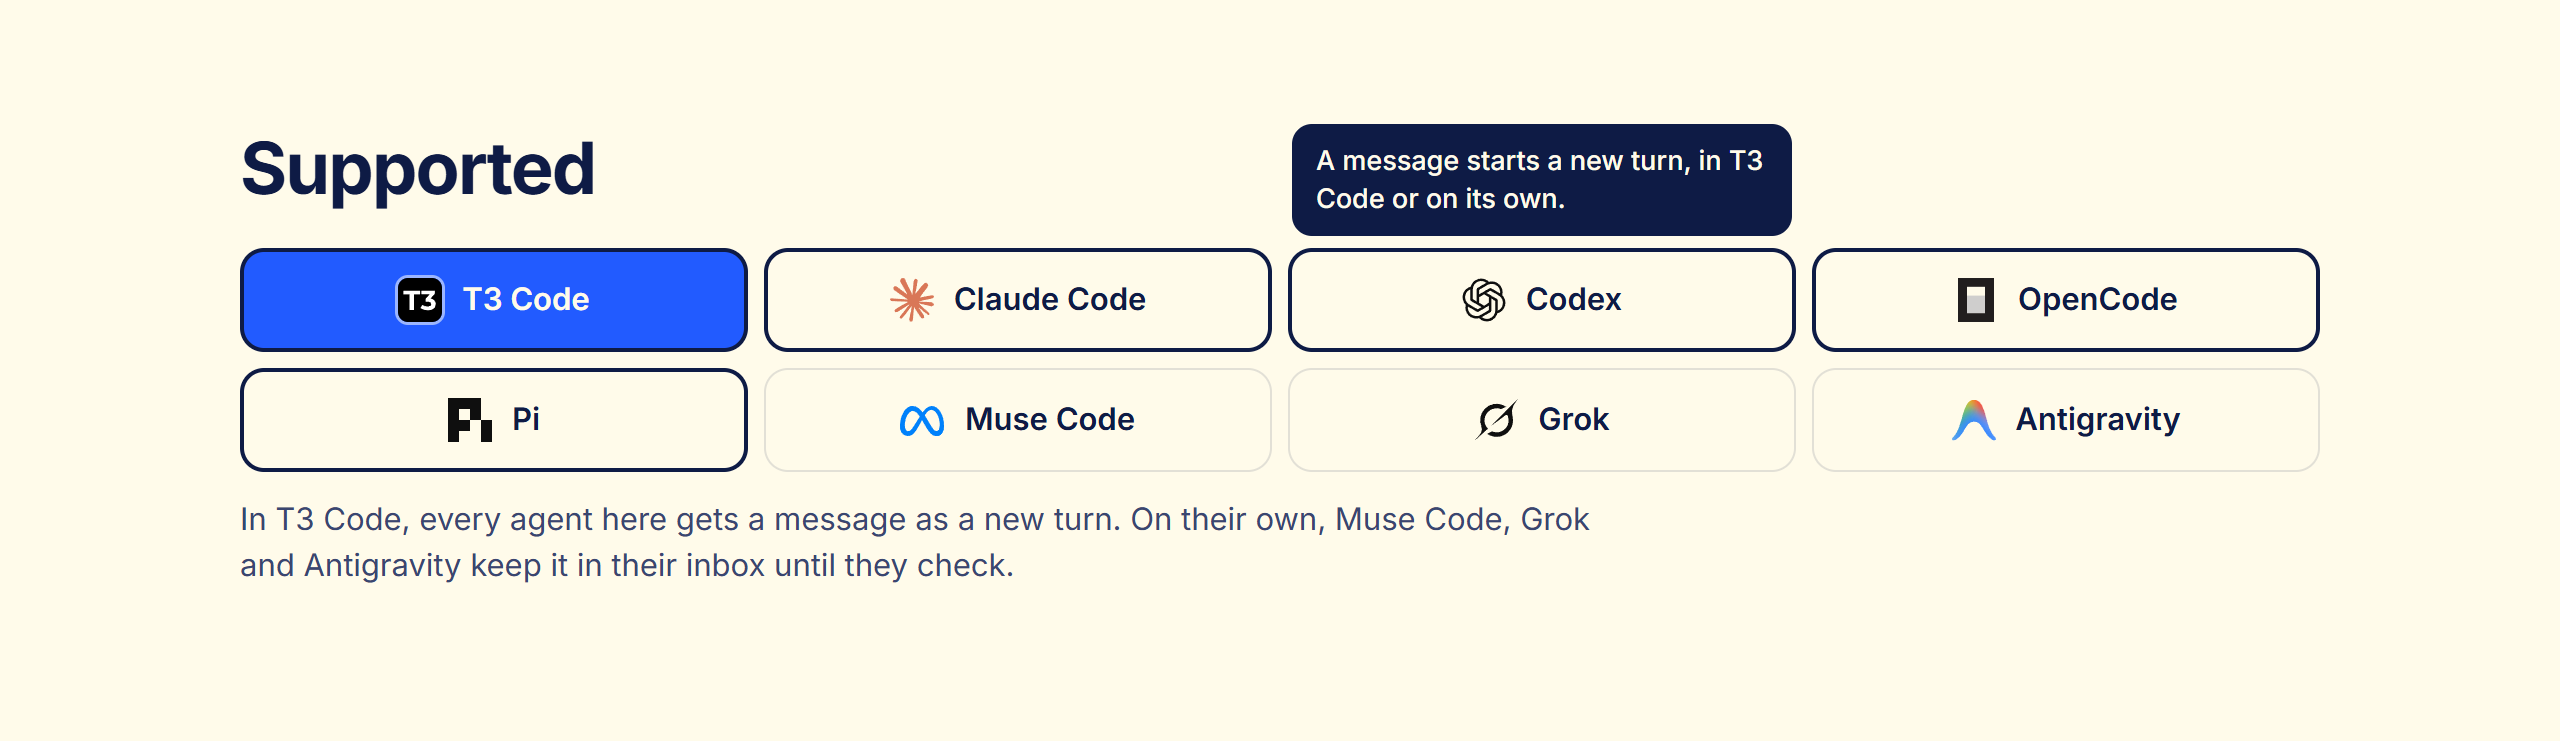 Supported
A message starts a new turn, in T3
Code or on its own.
T3 T3 Code
Claude Code
Codex
OpenCode
Pi
Muse Code
Grok
Antigravity
In T3 Code, every agent here gets a message as a new turn. On their own, Muse Code, Grok
and Antigravity keep it in their inbox until they check.